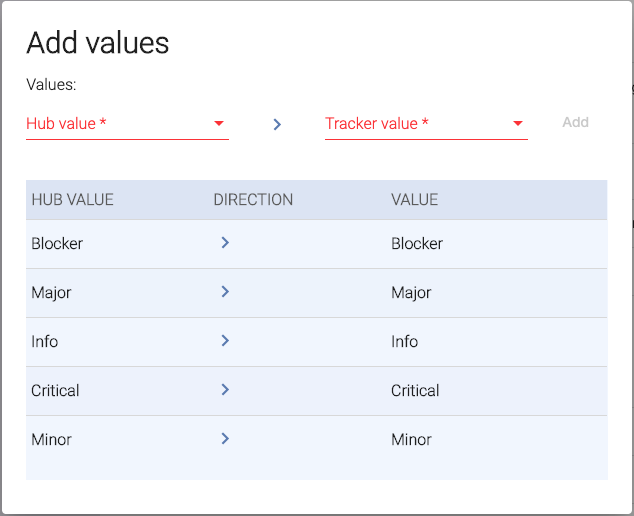 Add values
Values:
Hub value * Tracker value * Add
HUB VALUE DIRECTION VALUE
Blocker Blocker
Major Major
Info Info
Critical Critical
Minor Minor